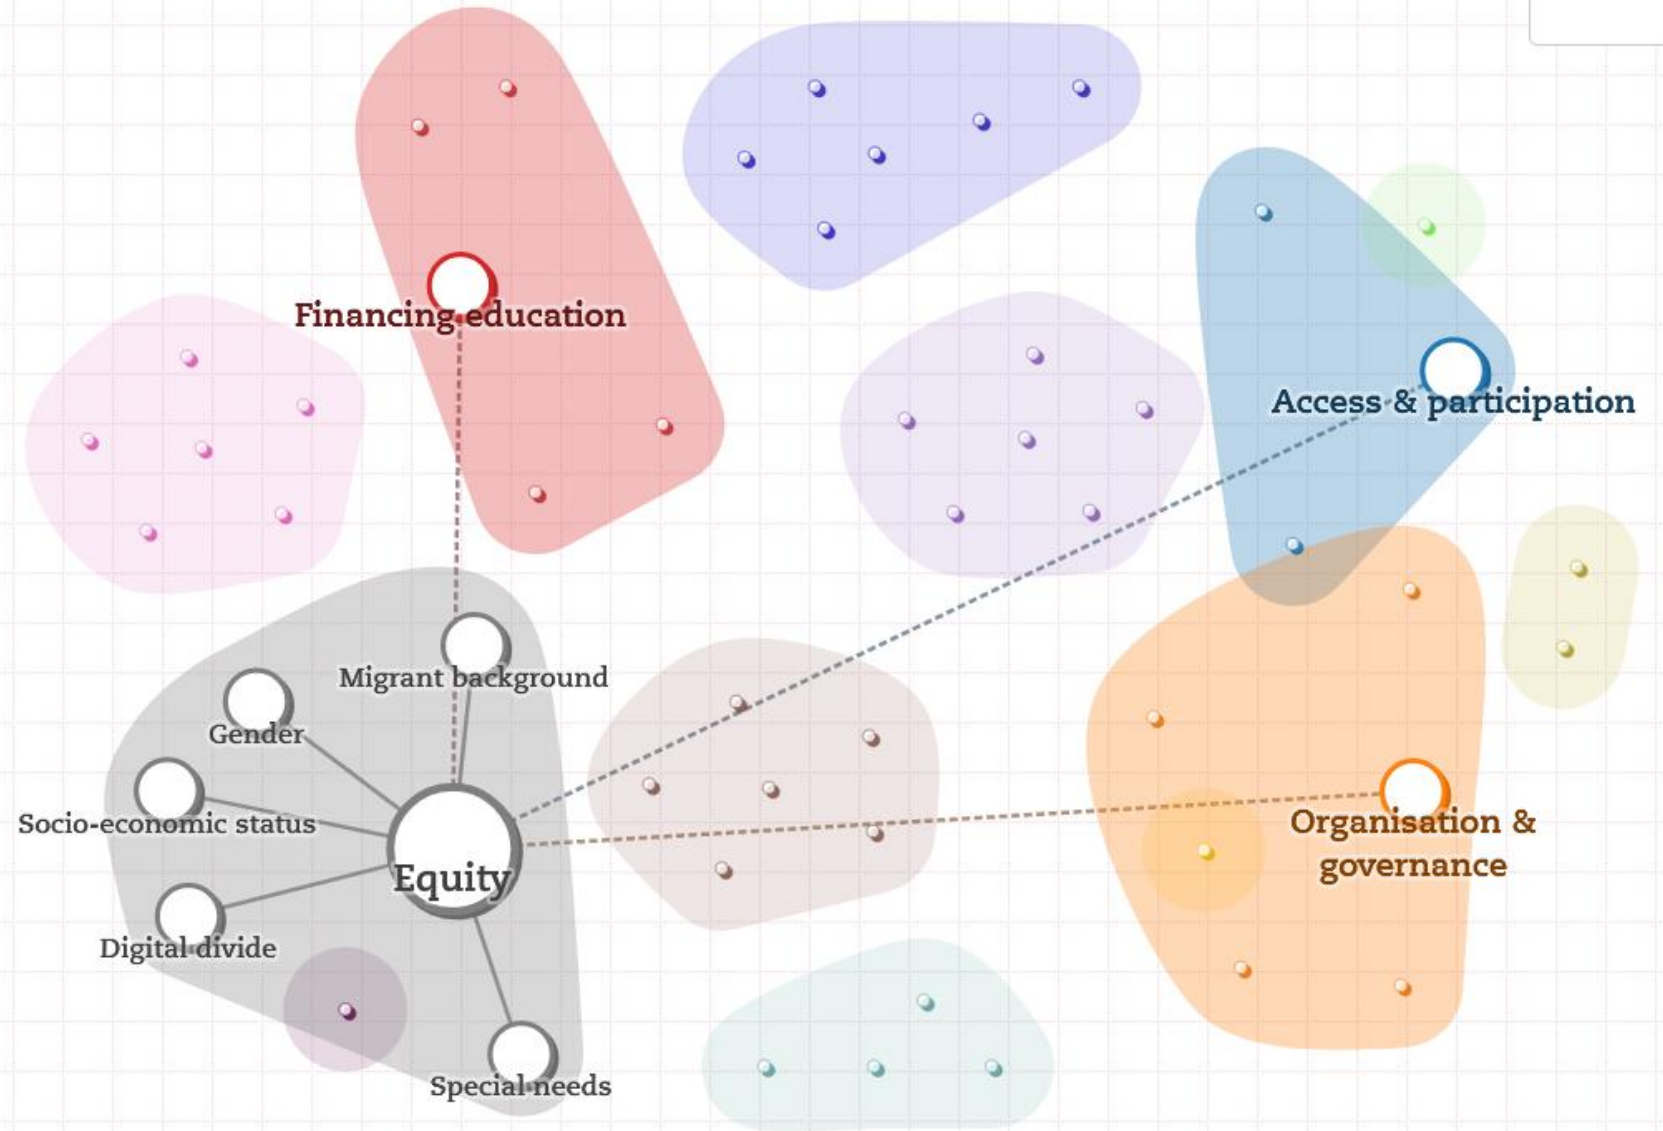 Financing education
Access & participation
Migrant background
Gender
Socio-economic status
Equity
Organisation &
governance
Digital divide
Special needs